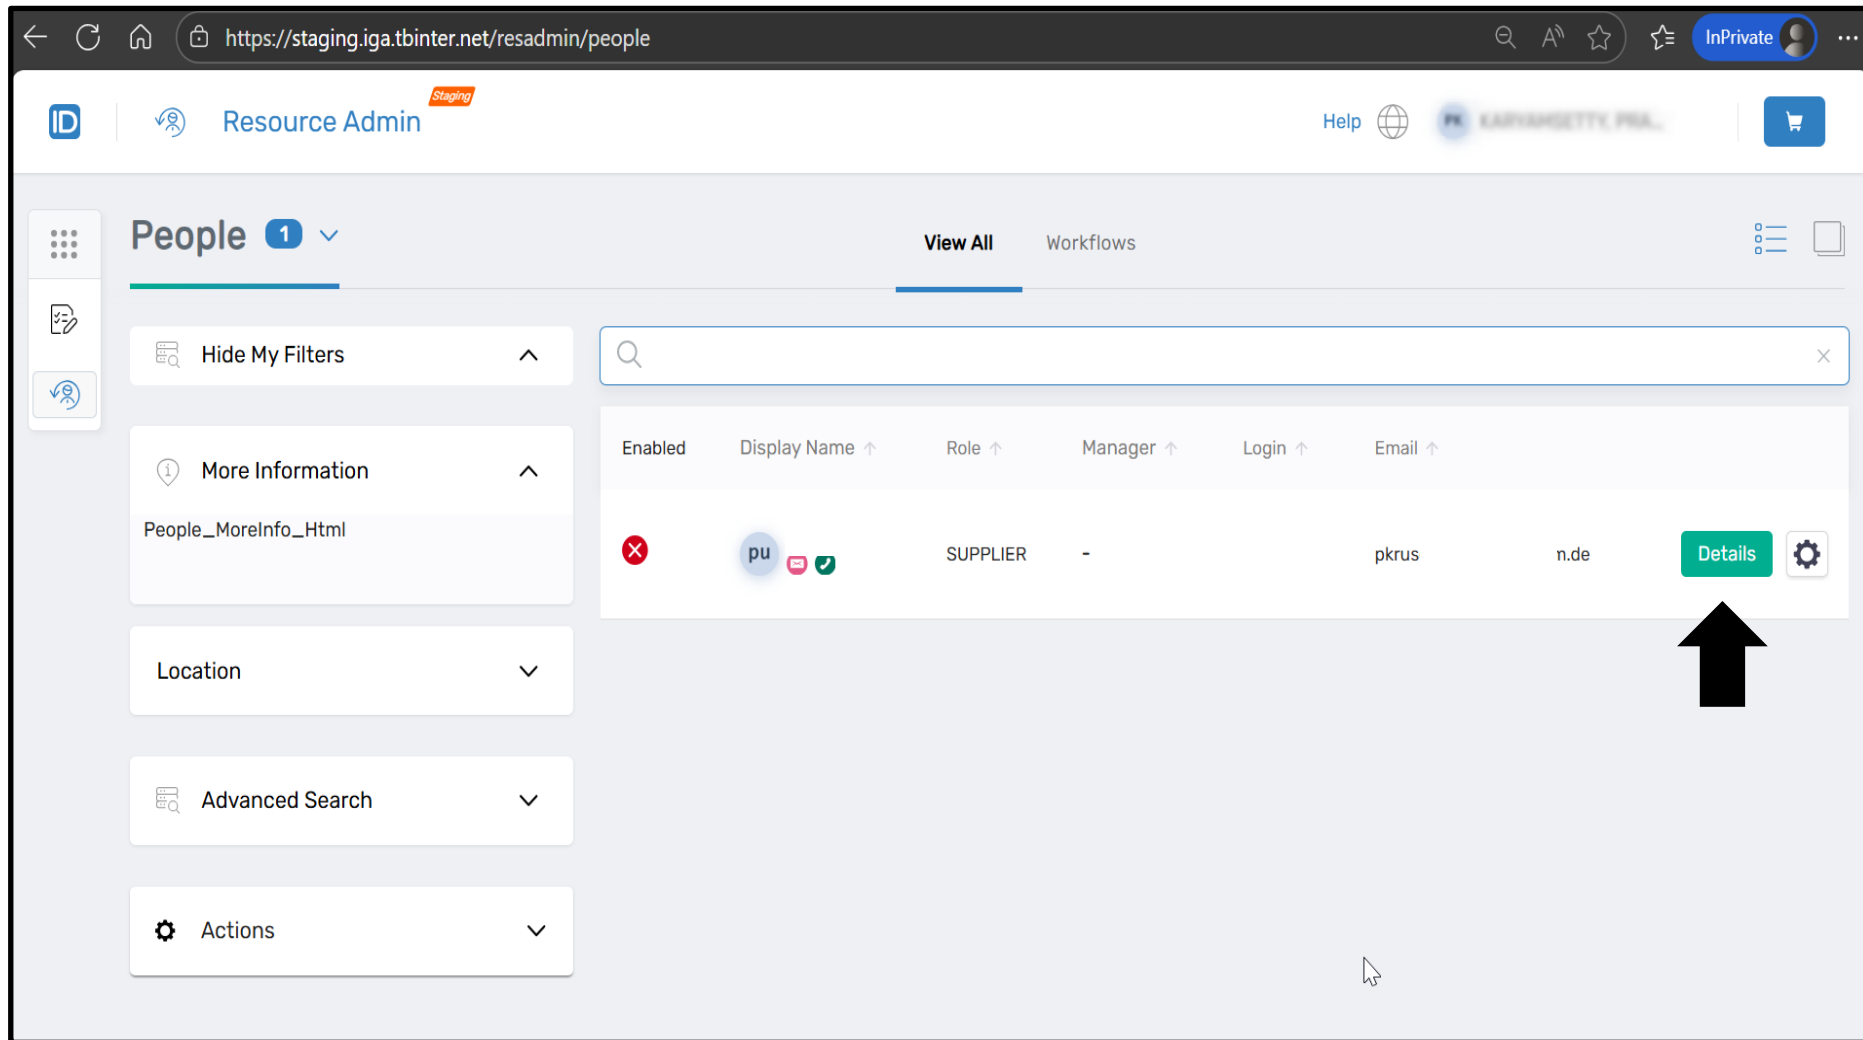 https://staging.iga.tbinter.net/resadmin/people
InPrivate
ID
Resource Admin
Staging
Help
People 1
View All
Workflows
Hide My Filters
More Information
People_MoreInfo_Html
Location
Advanced Search
Actions
Enabled Display Name Role Manager Login Email
pu SUPPLIER - pkrus n.de Details